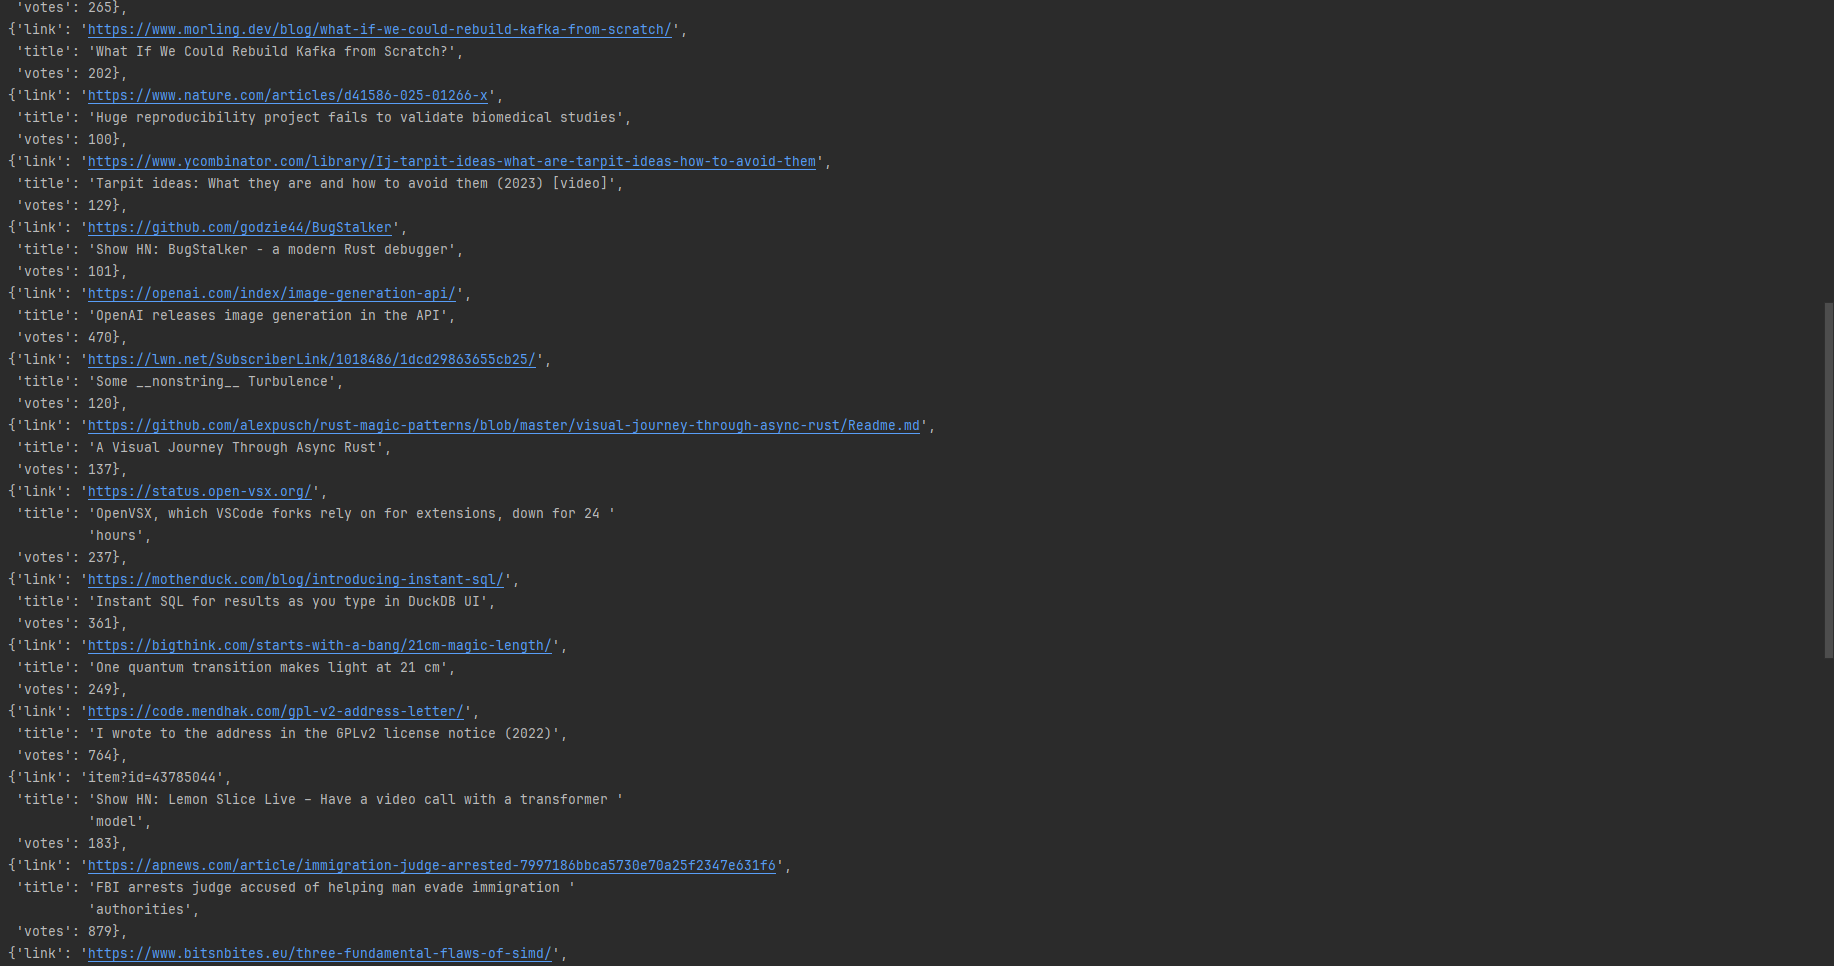 'votes': 265},
{'link': 'https://www.morling.dev/blog/what-if-we-could-rebuild-kafka-from-scratch/',
 'title': 'What If We Could Rebuild Kafka from Scratch?',
 'votes': 202},
{'link': 'https://www.nature.com/articles/d41586-025-01266-x',
 'title': 'Huge reproducibility project fails to validate biomedical studies',
 'votes': 100},
{'link': 'https://www.ycombinator.com/library/Ij-tarpit-ideas-what-are-tarpit-ideas-how-to-avoid-them',
 'title': 'Tarpit ideas: What they are and how to avoid them (2023) [video]',
 'votes': 129},
{'link': 'https://github.com/godzie44/BugStalker',
 'title': 'Show HN: BugStalker - a modern Rust debugger',
 'votes': 101},
{'link': 'https://openai.com/index/image-generation-api/',
 'title': 'OpenAI releases image generation in the API',
 'votes': 470},
{'link': 'https://lwn.net/SubscriberLink/1018486/1dcd29863655cb25/',
 'title': 'Some __nonstring__ Turbulence',
 'votes': 120},
{'link': 'https://github.com/alexpusch/rust-magic-patterns/blob/master/visual-journey-through-async-rust/Readme.md',
 'title': 'A Visual Journey Through Async Rust',
 'votes': 137},
{'link': 'https://status.open-vsx.org/',
 'title': 'OpenVSX, which VSCode forks rely on for extensions, down for 24 '
          'hours',
 'votes': 237},
{'link': 'https://motherduck.com/blog/introducing-instant-sql/',
 'title': 'Instant SQL for results as you type in DuckDB UI',
 'votes': 361},
{'link': 'https://bigthink.com/starts-with-a-bang/21cm-magic-length/',
 'title': 'One quantum transition makes light at 21 cm',
 'votes': 249},
{'link': 'https://code.mendhak.com/gpl-v2-address-letter/',
 'title': 'I wrote to the address in the GPLv2 license notice (2022)',
 'votes': 764},
{'link': 'item?id=43785044',
 'title': 'Show HN: Lemon Slice Live – Have a video call with a transformer '
          'model',
 'votes': 183},
{'link': 'https://apnews.com/article/immigration-judge-arrested-7997186bbca5730e70a25f2347e631f6',
 'title': 'FBI arrests judge accused of helping man evade immigration '
          'authorities',
 'votes': 879},
{'link': 'https://www.bitsnbites.eu/three-fundamental-flaws-of-simd/',